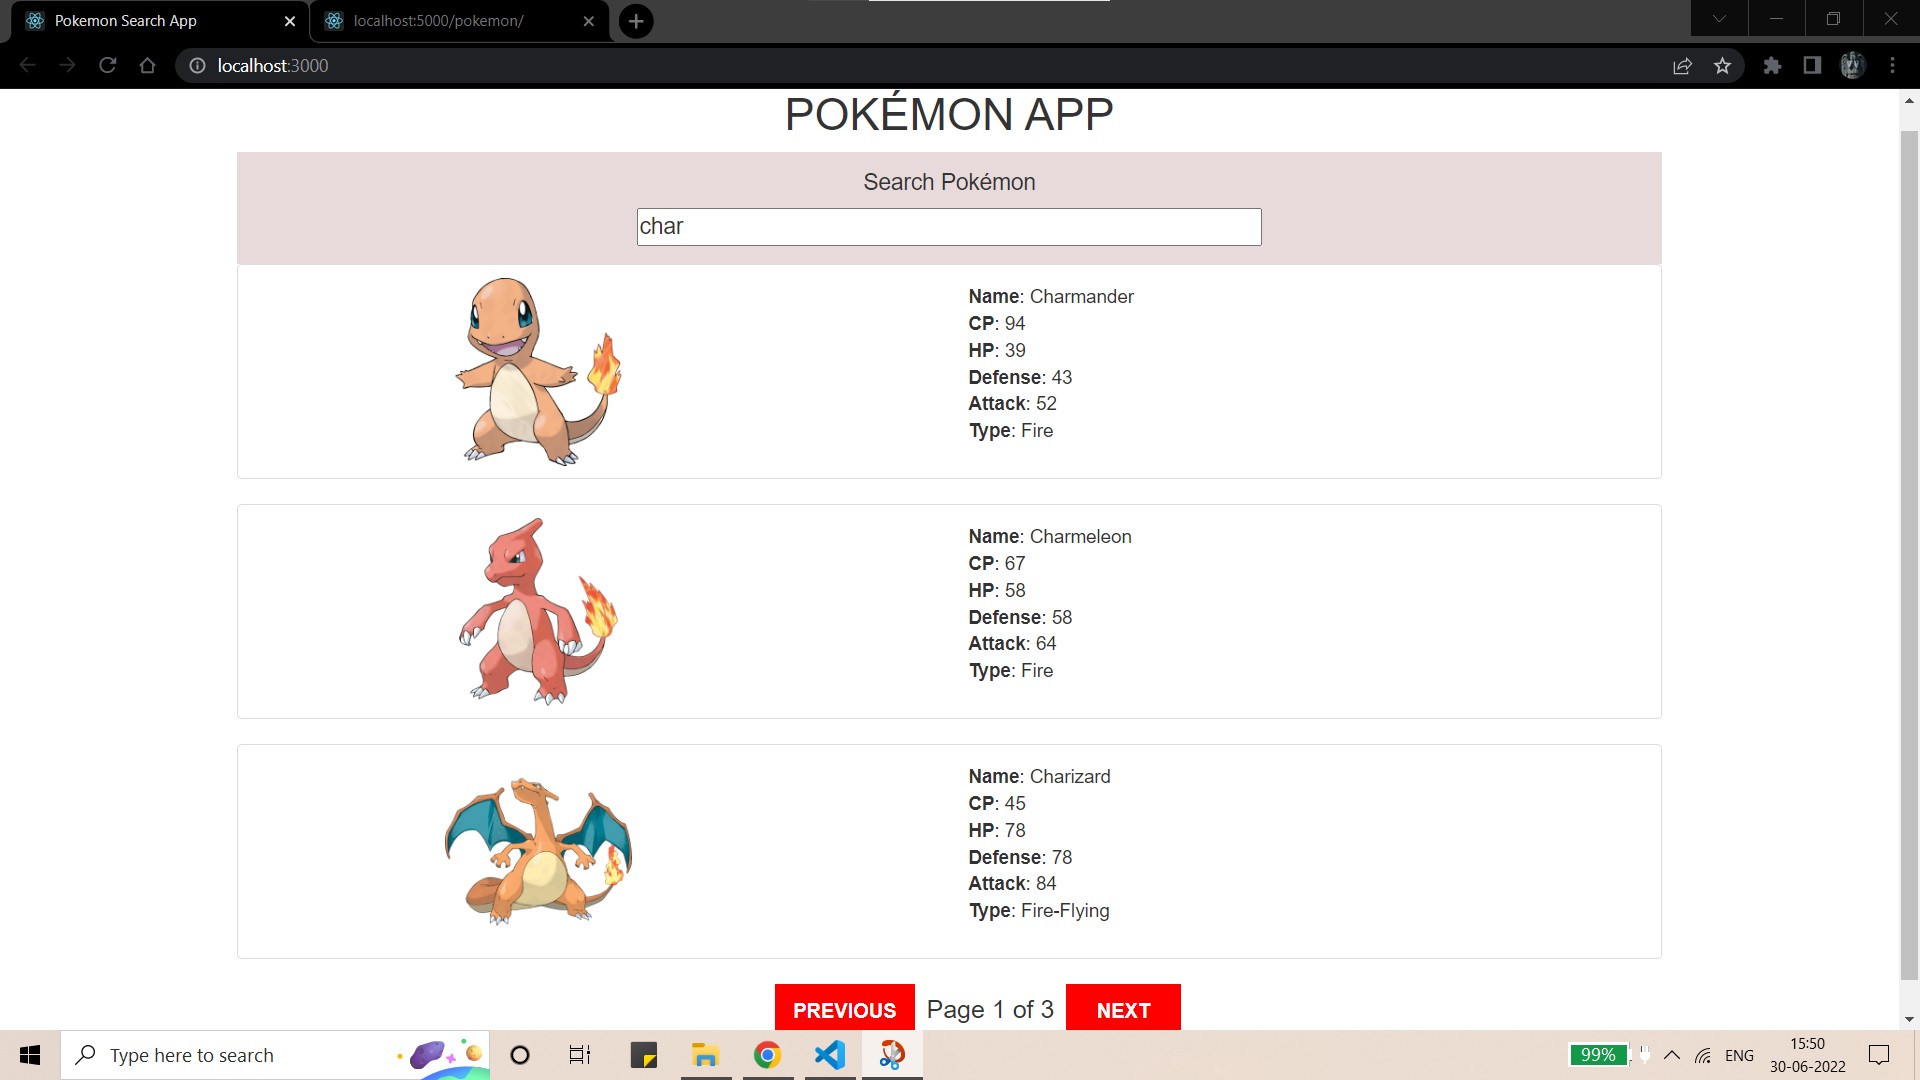 Pokemon Search App
localhost:5000/pokemon/
localhost:3000
POKÉMON APP
Search Pokémon
char
Name: Charmander
CP: 94
HP: 39
Defense: 43
Attack: 52
Type: Fire
Name: Charmeleon
CP: 67
HP: 58
Defense: 58
Attack: 64
Type: Fire
Name: Charizard
CP: 45
HP: 78
Defense: 78
Attack: 84
Type: Fire-Flying
PREVIOUS Page 1 of 3 NEXT
Type here to search
99%
ENG
15:50
30-06-2022